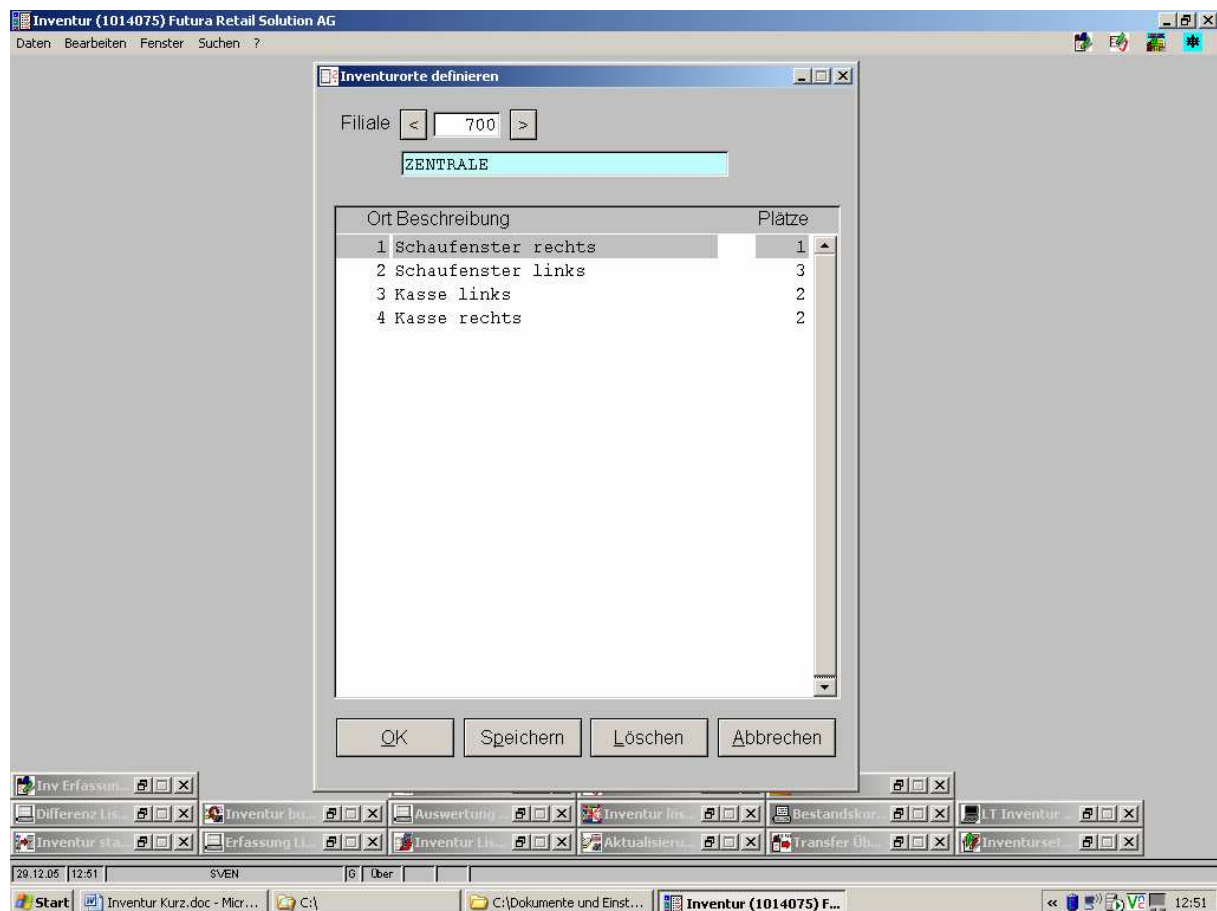 Inventur (1014075) Futura Retail Solution AG
Daten Bearbeiten Fenster Suchen ?
Inventurorte definieren
Filiale < 700 >
ZENTRALE
Ort Beschreibung Plätze
1 Schaufenster rechts 1
2 Schaufenster links 3
3 Kasse links 2
4 Kasse rechts 2
OK Speichern Löschen Abbrechen
Inv Erfassun...
Differenz Lis... Inventur bu... Auswertung... Inventur lös... Bestandskor... LT Inventur...
Inventur sta... Erfassung Li... Inventur Lis... Aktualisieru... Transfer Üb... Inventurset...
29.12.05 12:51 SVEN G Über
Start Inventur Kurz.doc - Micr... C:\ C:\Dokumente und Einst... Inventur (1014075) F... « 12:51